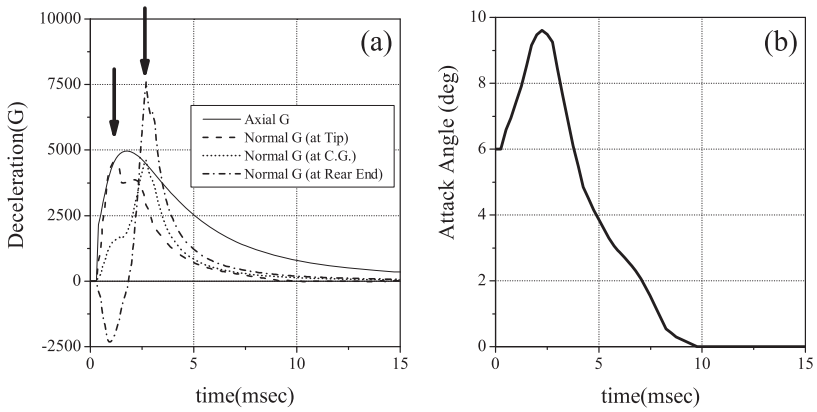 (a)
10000
7500
5000
2500
0
-2500
Deceleration(G)
Axial G
Normal G (at Tip)
Normal G (at C.G.)
Normal G (at Rear End)
0
5
10
15
time(msec)
(b)
10
8
6
4
2
0
Attack Angle (deg)
0
5
10
15
time(msec)